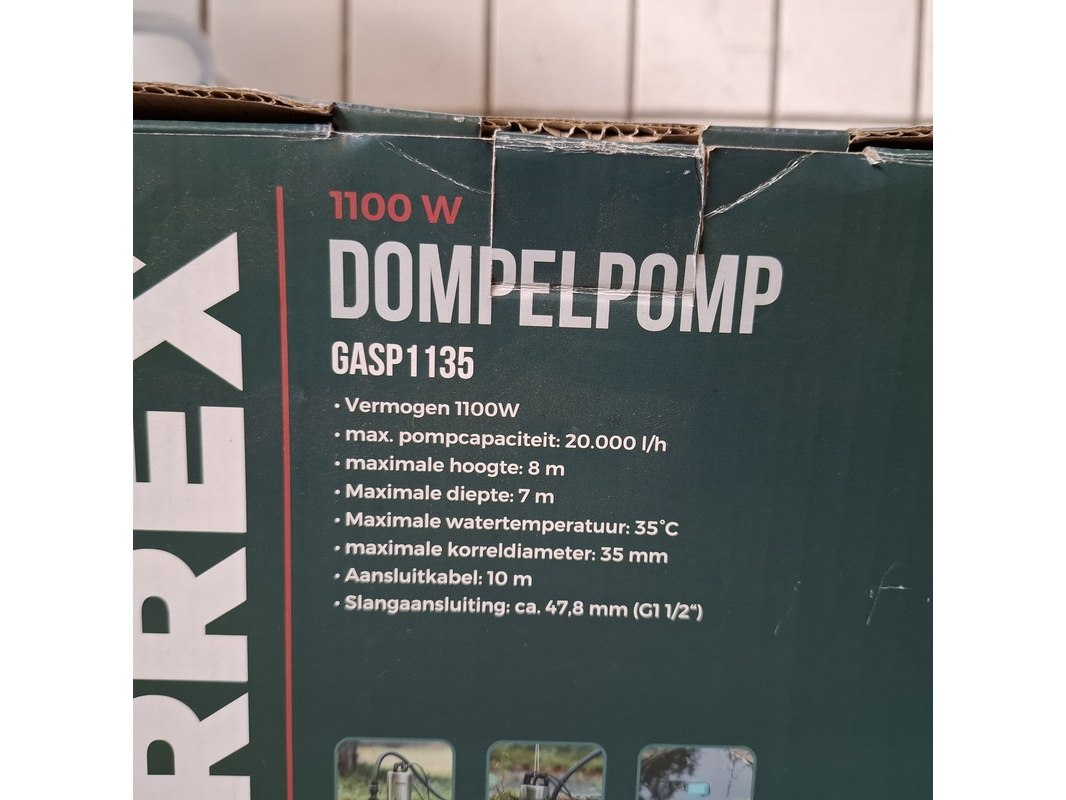 RREX
1100 W
DOMPELPOMP
GASP1135
• Vermogen 1100W
• max. pompcapaciteit: 20.000 l/h
• maximale hoogte: 8 m
• Maximale diepte: 7 m
• Maximale watertemperatuur: 35°C
• maximale korreldiameter: 35 mm
• Aansluitkabel: 10 m
• Slangaansluiting: ca. 47,8 mm (G1 1/2“)